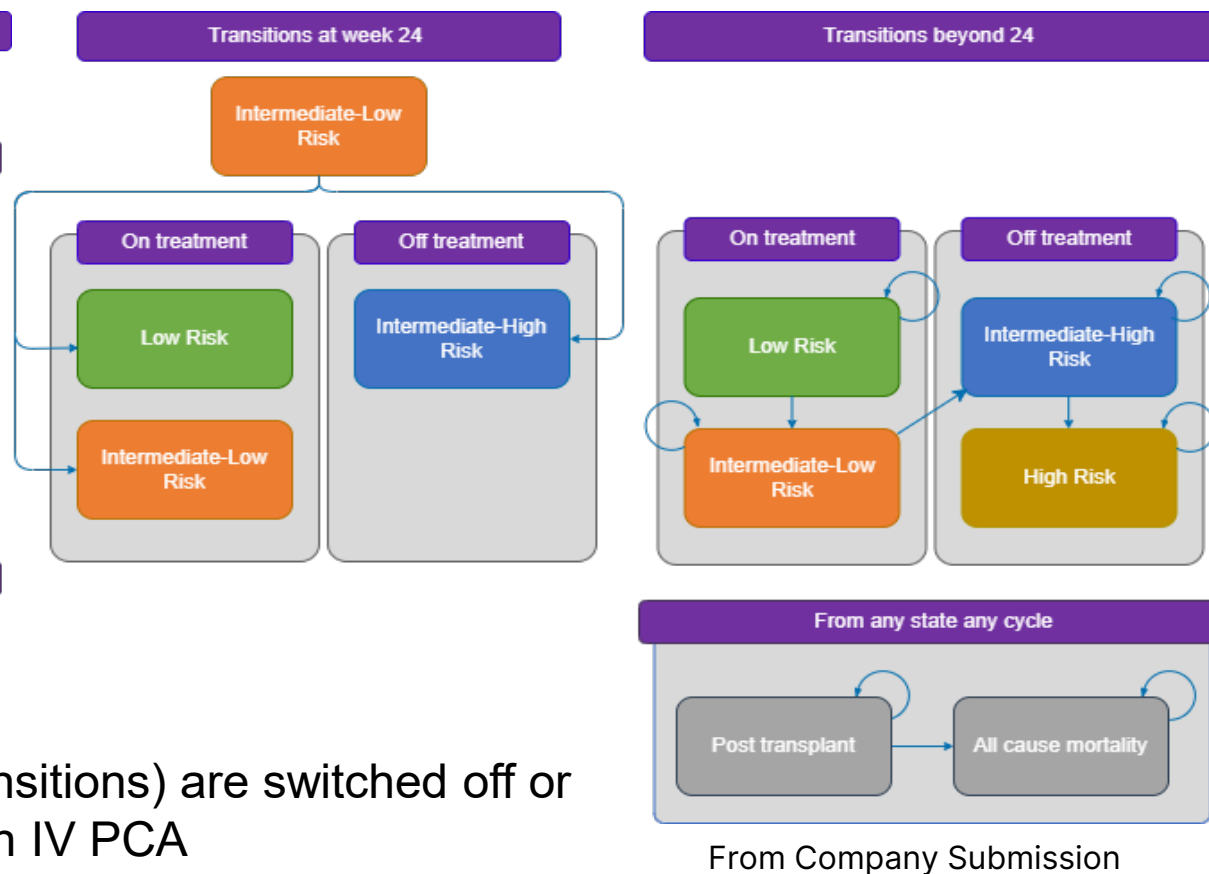 Transitions at week 24
Intermediate-Low
Risk
On treatment
Off treatment
Low Risk
Intermediate-High
Risk
Intermediate-Low
Risk
Transitions beyond 24
On treatment
Off treatment
Low Risk
Intermediate-High
Risk
Intermediate-Low
Risk
High Risk
From any state any cycle
Post transplant
All cause mortality
nsitions) are switched off or
IV PCA
From Company Submission